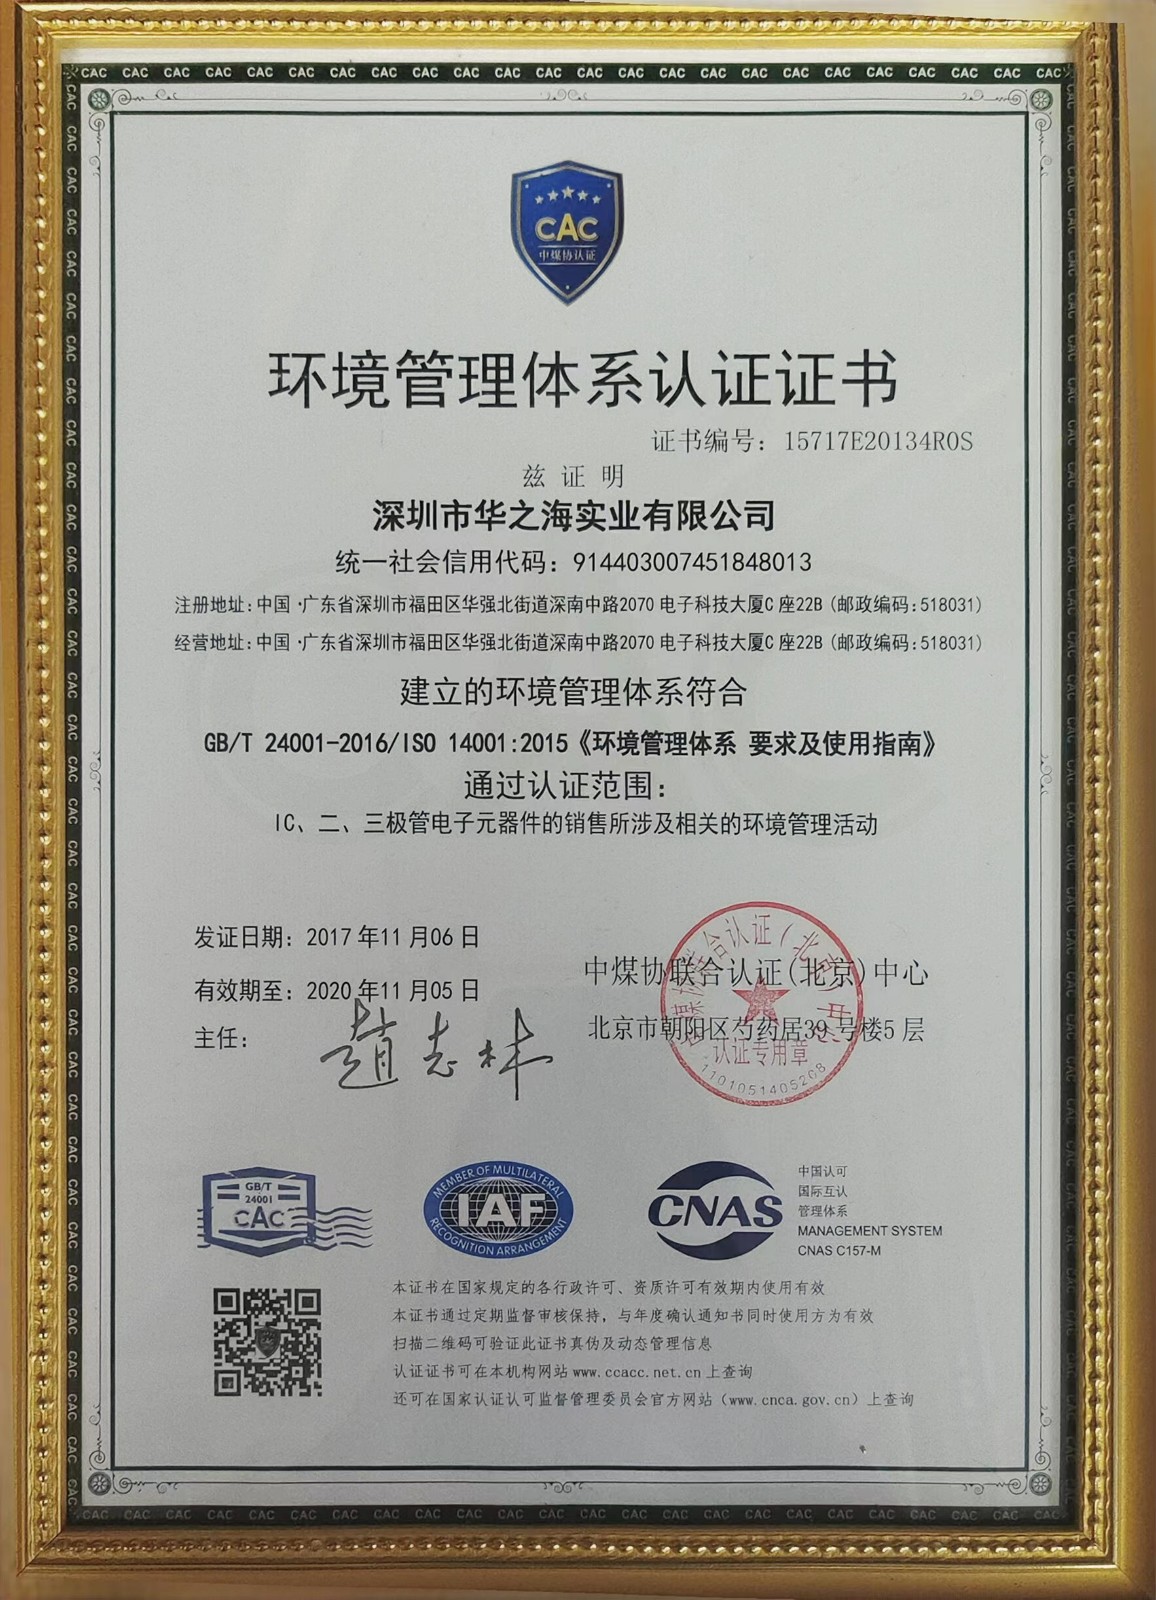 CAC
中煤协认证
环境管理体系认证证书
证书编号：15717E20134R0S
兹证明
深圳市华之海实业有限公司
统一社会信用代码：914403007451848013
注册地址：中国·广东省深圳市福田区华强北街道深南中路2070电子科技大厦C座22B（邮政编码：518031）
经营地址：中国·广东省深圳市福田区华强北街道深南中路2070电子科技大厦C座22B（邮政编码：518031）
建立的环境管理体系符合
GB/T 24001-2016/ISO 14001:2015《环境管理体系 要求及使用指南》
通过认证范围：
IC、二、三极管电子元器件的销售所涉及相关的环境管理活动
发证日期：2017年11月06日
有效期至：2020年11月05日
主任：
赵志林
中煤协联合认证(北京)中心
北京市朝阳区芍药居39号楼5层
中煤协联合认证（北京）中心
认证专用章
1101051405208
GB/T
24001
CAC
MEMBER OF MULTILATERAL
IAF
RECOGNITION ARRANGEMENT
CNAS
中国认可
国际互认
管理体系
MANAGEMENT SYSTEM
CNAS C157-M
本证书在国家规定的各行政许可、资质许可有效期内使用有效
本证书通过定期监督审核保持，与年度确认通知书同时使用方为有效
扫描二维码可验证此证书真伪及动态管理信息
认证证书可在本机构网站www.ccacc.net.cn上查询
还可在国家认证认可监督管理委员会官方网站（www.cnca.gov.cn）上查询